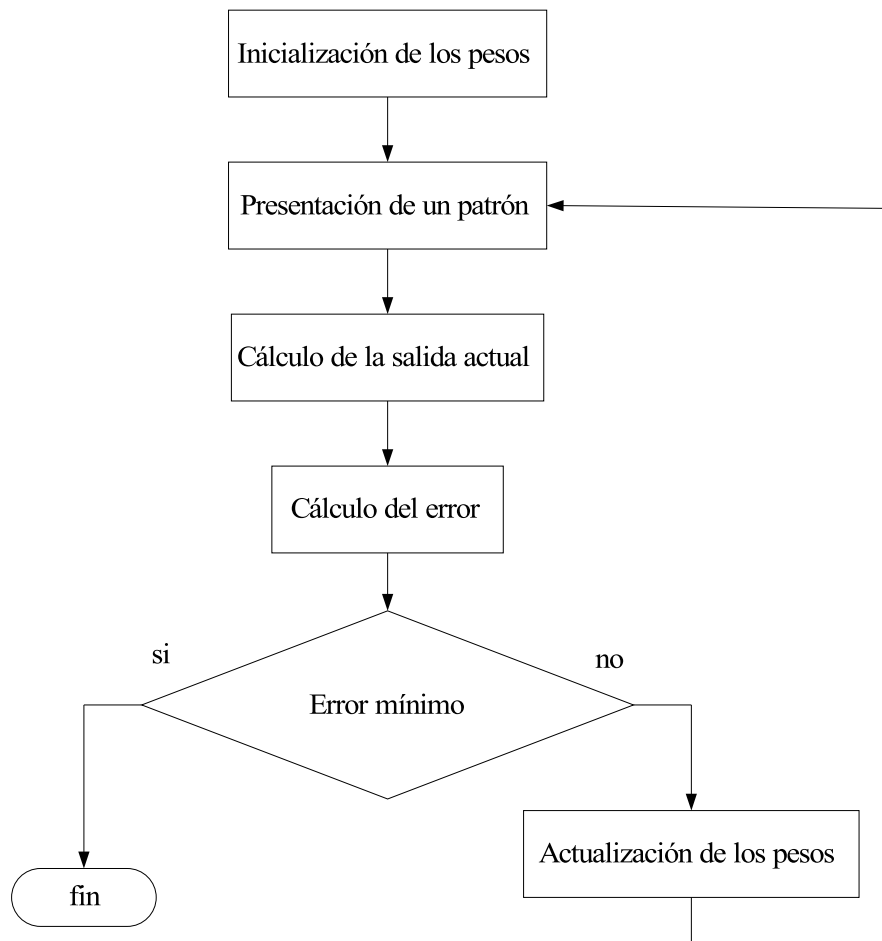 Inicialización de los pesos
Presentación de un patrón
Cálculo de la salida actual
Cálculo del error
si
no
Error mínimo
Actualización de los pesos
fin